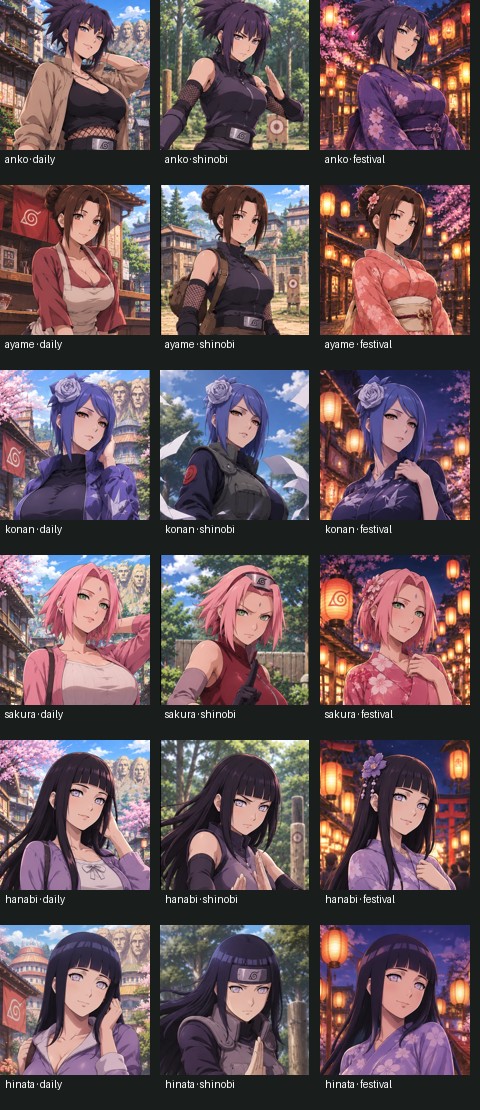 anko·daily
anko·shinobi
anko·festival
ayame·daily
ayame·shinobi
ayame·festival
konan·daily
konan·shinobi
konan·festival
sakura·daily
sakura·shinobi
sakura·festival
hanabi·daily
hanabi·shinobi
hanabi·festival
hinata·daily
hinata·shinobi
hinata·festival